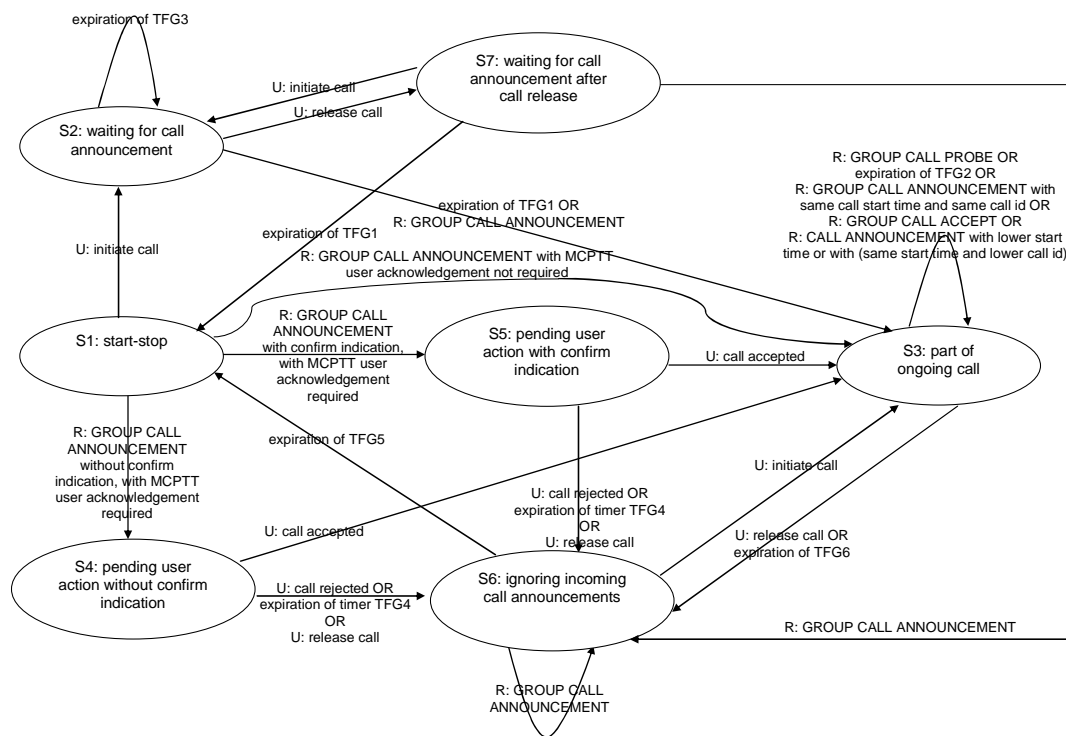 expiration of TFG3
S7: waiting for call
announcement after
call release
U: initiate call
U: release call
S2: waiting for call
announcement
R: GROUP CALL PROBE OR
expiration of TFG2 OR
R: GROUP CALL ANNOUNCEMENT with
same call start time and same call id OR
R: GROUP CALL ACCEPT OR
R: CALL ANNOUNCEMENT with lower start
time or with (same start time and lower call id)
expiration of TFG1 OR
R: GROUP CALL ANNOUNCEMENT
expiration of TFG1
U: initiate call
R: GROUP CALL ANNOUNCEMENT with MCPTT
user acknowledgement not required
S1: start-stop
R: GROUP CALL
ANNOUNCEMENT
with confirm indication,
with MCPTT user
acknowledgement
required
S5: pending user
action with confirm
indication
U: call accepted
S3: part of
ongoing call
R: GROUP CALL
ANNOUNCEMENT
without confirm
indication, with MCPTT
user acknowledgement
required
expiration of TFG5
U: initiate call
U: call rejected OR
expiration of timer TFG4
OR
U: release call
U: call accepted
U: release call OR
expiration of TFG6
S4: pending user
action without confirm
indication
U: call rejected OR
expiration of timer TFG4
OR
U: release call
S6: ignoring incoming
call announcements
R: GROUP CALL ANNOUNCEMENT
R: GROUP CALL
ANNOUNCEMENT